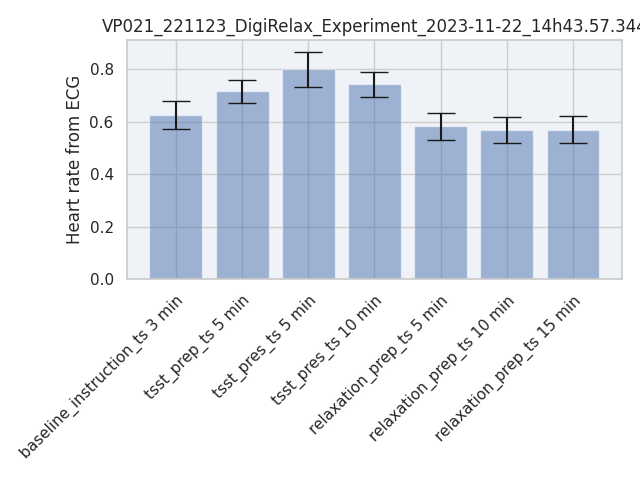 VP021_221123_DigiRelax_Experiment_2023-11-22_14h43.57.344
Heart rate from ECG
0.8
0.6
0.4
0.2
0.0
baseline_instruction_ts 3 min
tsst_prep_ts 5 min
tsst_pres_ts 5 min
tsst_pres_ts 10 min
relaxation_prep_ts 5 min
relaxation_prep_ts 10 min
relaxation_prep_ts 15 min